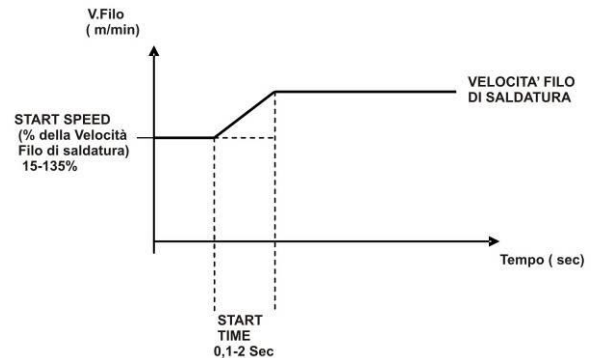 V.Filo
( m/min)
VELOCITA' FILO
DI SALDATURA
START SPEED
(% della Velocità
Filo di saldatura)
15-135%
Tempo ( sec)
START
TIME
0,1-2 Sec